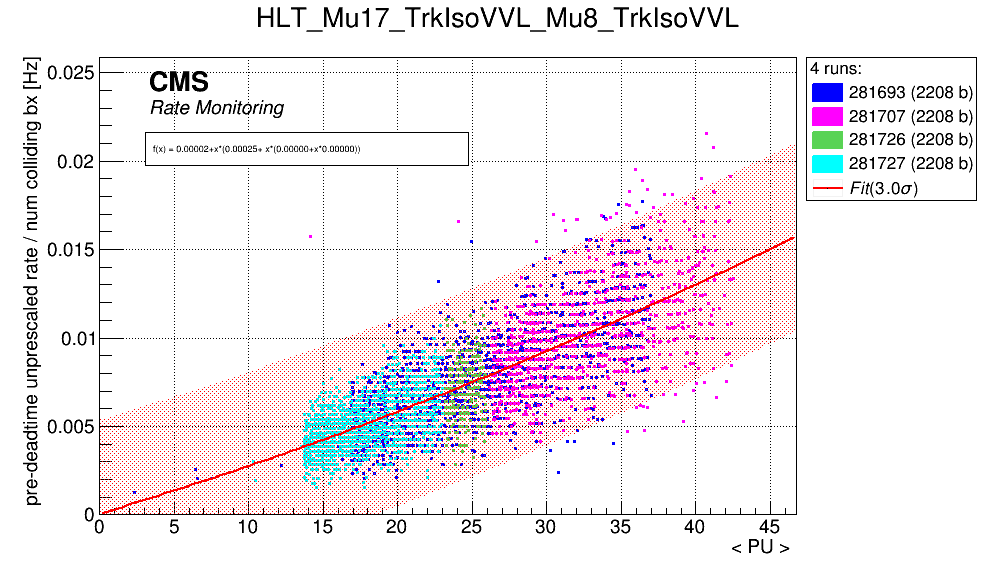 HLT_Mu17_TrkIsoVVL_Mu8_TrkIsoVVL
pre-deadtime unprescaled rate / num colliding bx [Hz]
0.025
0.02
0.015
0.01
0.005
0
CMS
Rate Monitoring
f(x) = 0.00002+x*(0.00025+ x*(0.00000+x*0.00000))
4 runs:
281693 (2208 b)
281707 (2208 b)
281726 (2208 b)
281727 (2208 b)
Fit(3.0σ)
0 5 10 15 20 25 30 35 40 45
< PU >